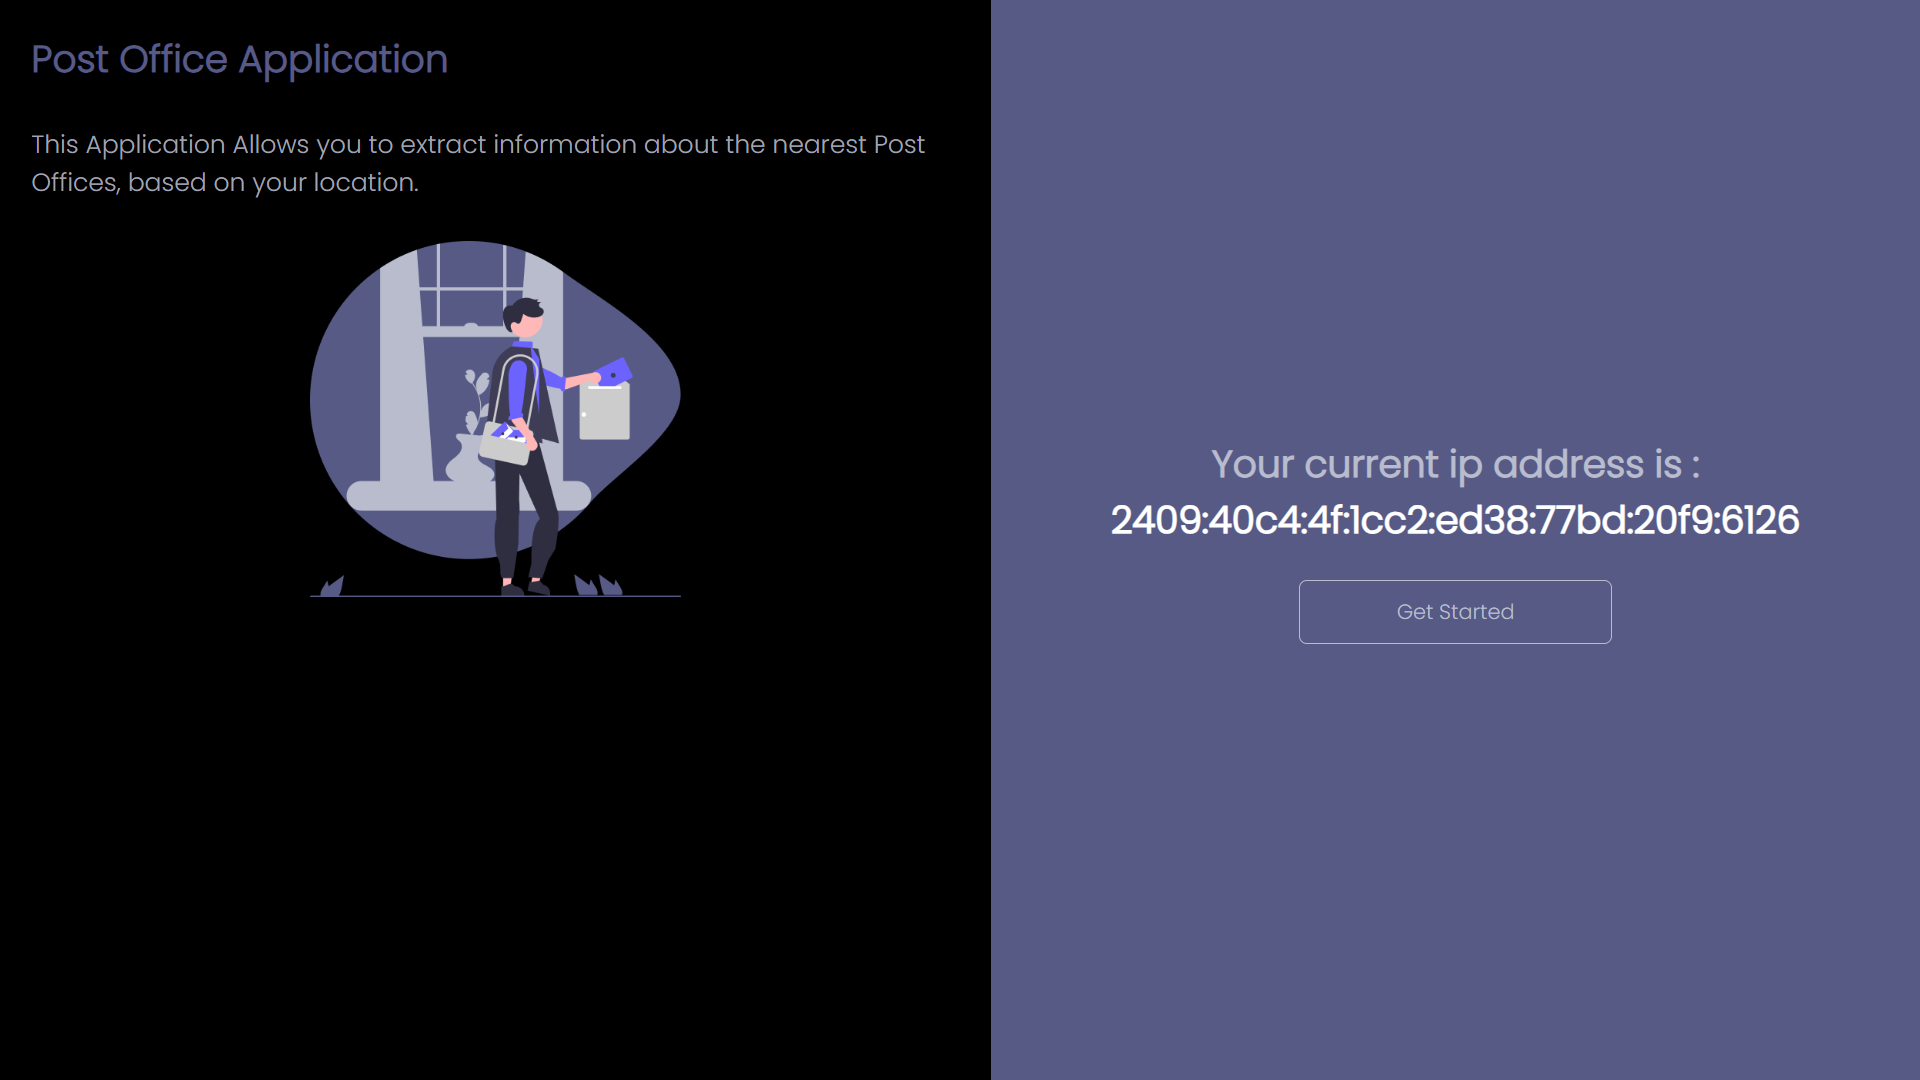 Post Office Application
This Application Allows you to extract information about the nearest Post
Offices, based on your location.
Your current ip address is :
2409:40c4:4f:1cc2:ed38:77bd:20f9:6126
Get Started